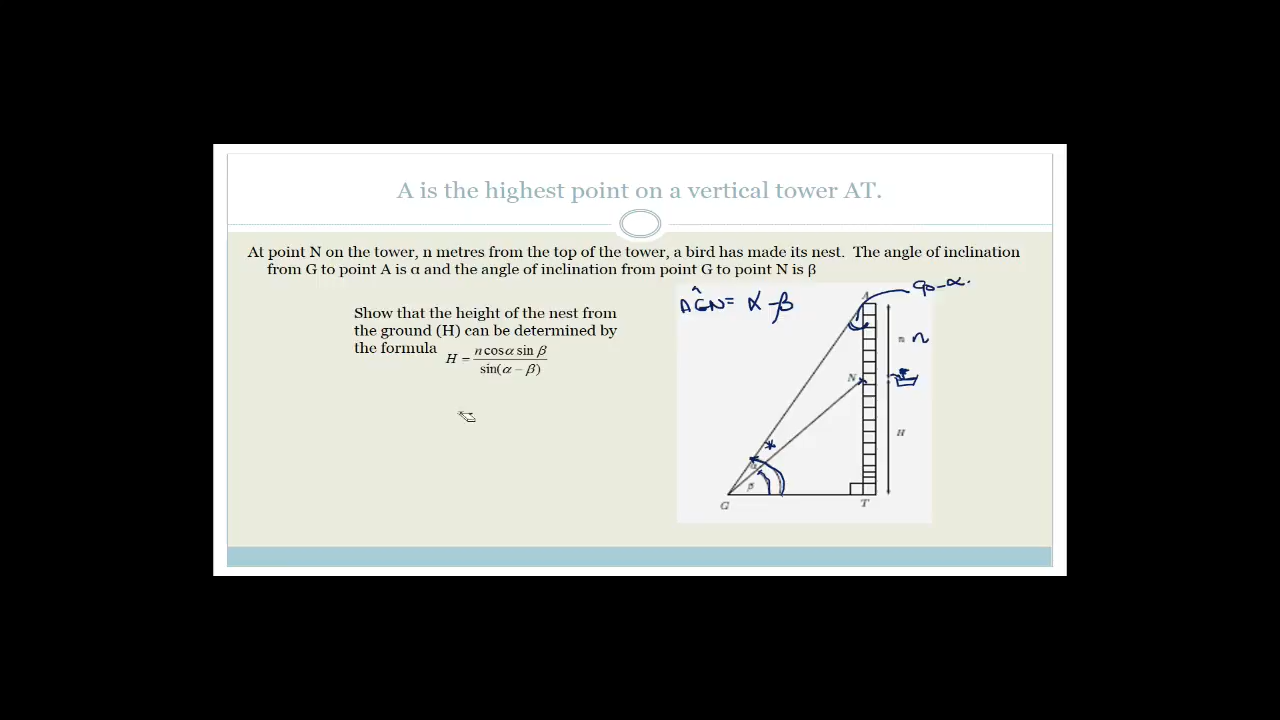 A is the highest point on a vertical tower AT.
At point N on the tower, n metres from the top of the tower, a bird has made its nest.  The angle of inclination
from G to point A is α and the angle of inclination from point G to point N is β
Show that the height of the nest from
the ground (H) can be determined by
the formula H = n cos α sin β / sin(α − β)
AĜN = α - β
A
90-α.
n n
N
H
α
β
G
T